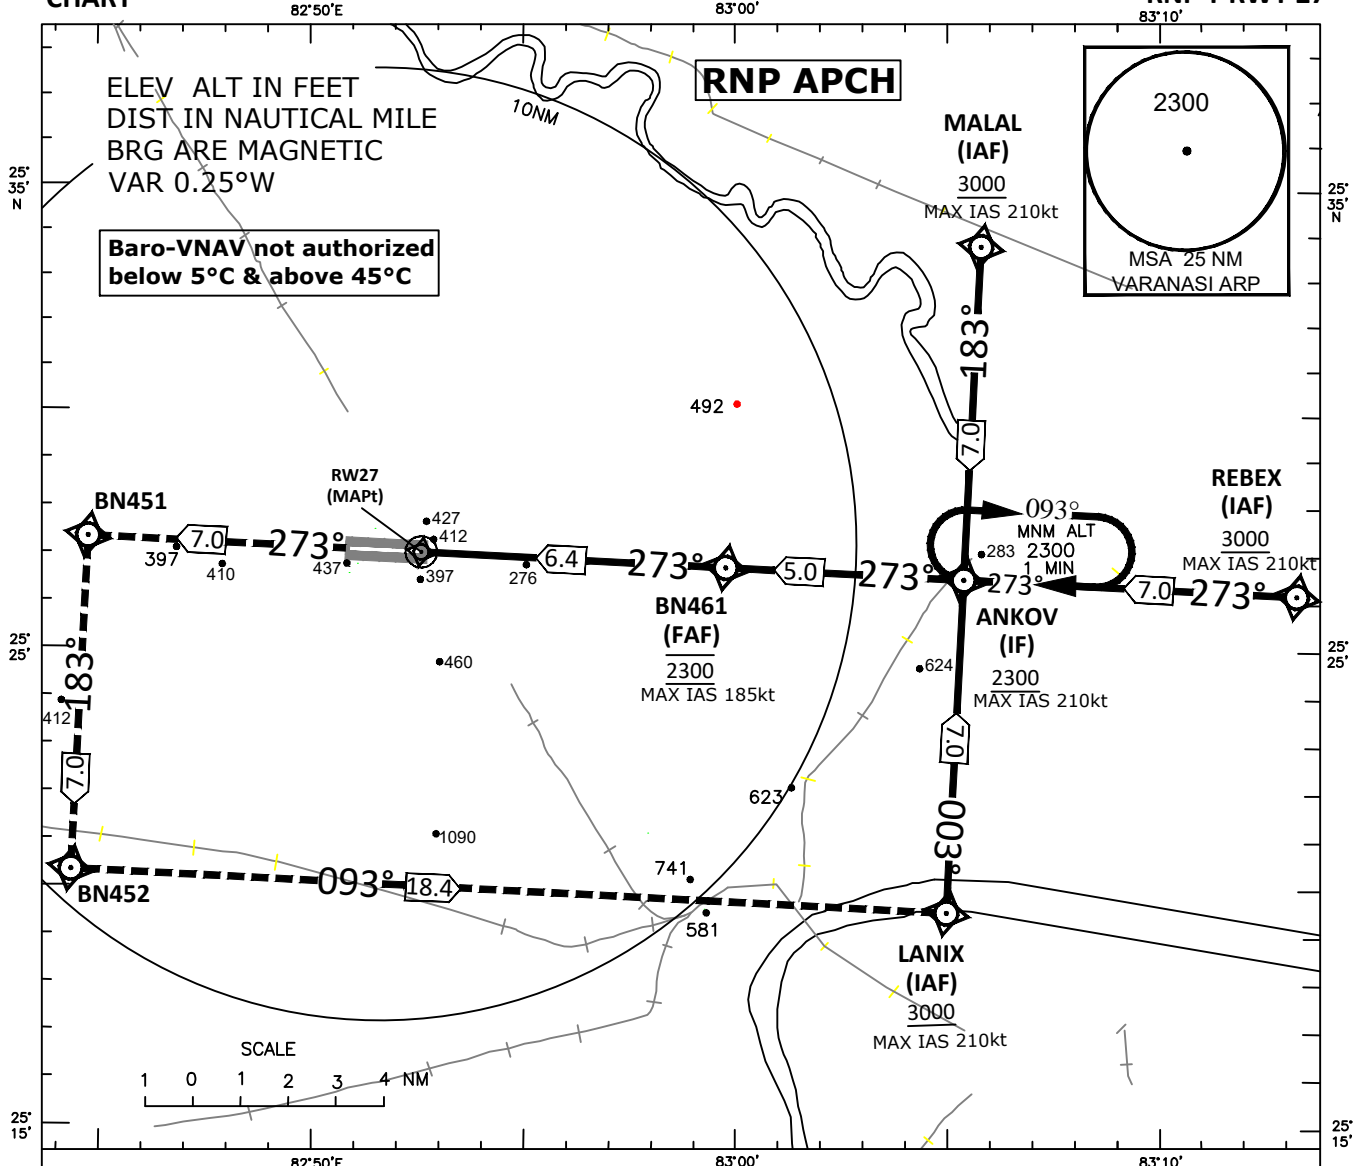 82°50'E
83°00'
83°10'
ELEV ALT IN FEET
DIST IN NAUTICAL MILE
BRG ARE MAGNETIC
VAR 0.25°W
Baro-VNAV not authorized
below 5°C & above 45°C
10NM
RNP APCH
MALAL
(IAF)
3000
MAX IAS 210kt
2300
MSA 25 NM
VARANASI ARP
25°
35'
N
25°
35'
N
183°
7.0
492
RW27
(MAPt)
BN451
427
412
397
7.0
273°
410
437
397
276
6.4
273°
BN461
(FAF)
2300
MAX IAS 185kt
5.0
273°
093°
MNM ALT
2300
1 MIN
283
273°
ANKOV
(IF)
2300
MAX IAS 210kt
7.0
273°
REBEX
(IAF)
3000
MAX IAS 210kt
25°
25'
25°
25'
183°
412
7.0
460
624
7.0
623
003°
1090
741
BN452
093°
18.4
581
LANIX
(IAF)
3000
MAX IAS 210kt
SCALE
1 0 1 2 3 4 NM
25°
15'
25°
15'
82°50'E
83°00'
83°10'